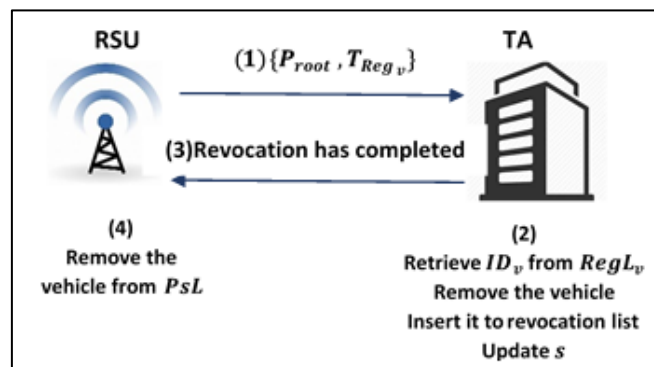 RSU
TA
(1) {P_root , T_Reg_v}
(3)Revocation has completed
(4)
Remove the
vehicle from PsL
(2)
Retrieve ID_v from RegL_v
Remove the vehicle
Insert it to revocation list
Update s